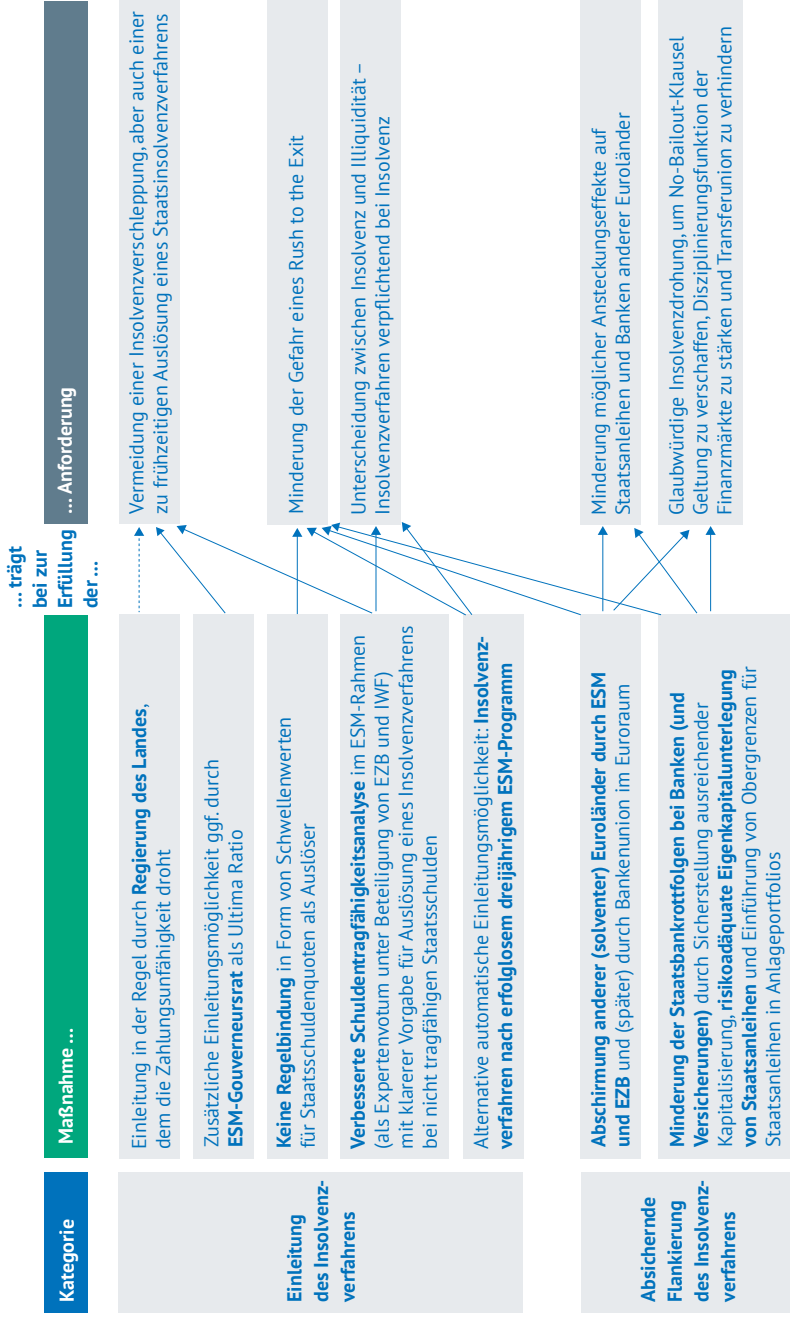 Kategorie
Maßnahme ...
... trägt
bei zur
Erfüllung
der ...
... Anforderung
Einleitung
des Insolvenz-
verfahrens
Einleitung in der Regel durch Regierung des Landes,
dem die Zahlungsunfähigkeit droht
Zusätzliche Einleitungsmöglichkeit ggf. durch
ESM-Gouverneursrat als Ultima Ratio
Keine Regelbindung in Form von Schwellenwerten
für Staatsschuldenquoten als Auslöser
Verbesserte Schuldentragfähigkeitsanalyse im ESM-Rahmen
(als Expertenvotum unter Beteiligung von EZB und IWF)
mit klarerer Vorgabe für Auslösung eines Insolvenzverfahrens
bei nicht tragfähigen Staatsschulden
Alternative automatische Einleitungsmöglichkeit: Insolvenz-
verfahren nach erfolglosem dreijährigem ESM-Programm
Vermeidung einer Insolvenzverschleppung, aber auch einer
zu frühzeitigen Auslösung eines Staatsinsolvenzverfahrens
Minderung der Gefahr eines Rush to the Exit
Unterscheidung zwischen Insolvenz und Illiquidität –
Insolvenzverfahren verpflichtend bei Insolvenz
Absichernde
Flankierung
des Insolvenz-
verfahrens
Abschirmung anderer (solventer) Euroländer durch ESM
und EZB und (später) durch Bankenunion im Euroraum
Minderung der Staatsbankrottfolgen bei Banken (und
Versicherungen) durch Sicherstellung ausreichender
Kapitalisierung, risikoadäquate Eigenkapitalunterlegung
von Staatsanleihen und Einführung von Obergrenzen für
Staatsanleihen in Anlageportfolios
Minderung möglicher Ansteckungseffekte auf
Staatsanleihen und Banken anderer Euroländer
Glaubwürdige Insolvenzdrohung, um No-Bailout-Klausel
Geltung zu verschaffen, Disziplinierungsfunktion der
Finanzmärkte zu stärken und Transferunion zu verhindern